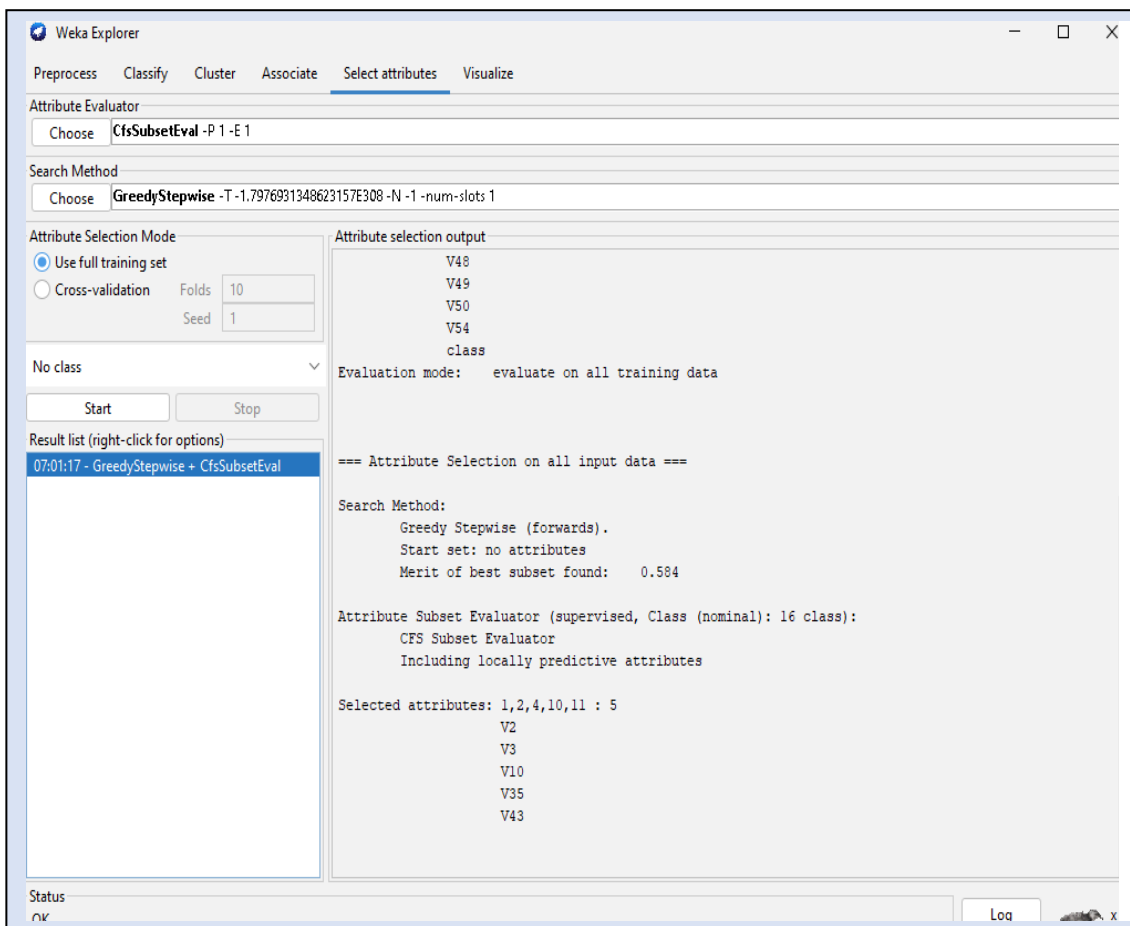 Weka Explorer
Preprocess Classify Cluster Associate Select attributes Visualize
Attribute Evaluator
Choose CfsSubsetEval -P 1 -E 1
Search Method
Choose GreedyStepwise -T -1.7976931348623157E308 -N -1 -num-slots 1
Attribute Selection Mode
Use full training set
Cross-validation Folds 10
Seed 1
No class
Start Stop
Result list (right-click for options)
07:01:17 - GreedyStepwise + CfsSubsetEval
Attribute selection output
V48
V49
V50
V54
class
Evaluation mode: evaluate on all training data
=== Attribute Selection on all input data ===
Search Method:
Greedy Stepwise (forwards).
Start set: no attributes
Merit of best subset found: 0.584
Attribute Subset Evaluator (supervised, Class (nominal): 16 class):
CFS Subset Evaluator
Including locally predictive attributes
Selected attributes: 1,2,4,10,11 : 5
V2
V3
V10
V35
V43
Status
OK
Log x